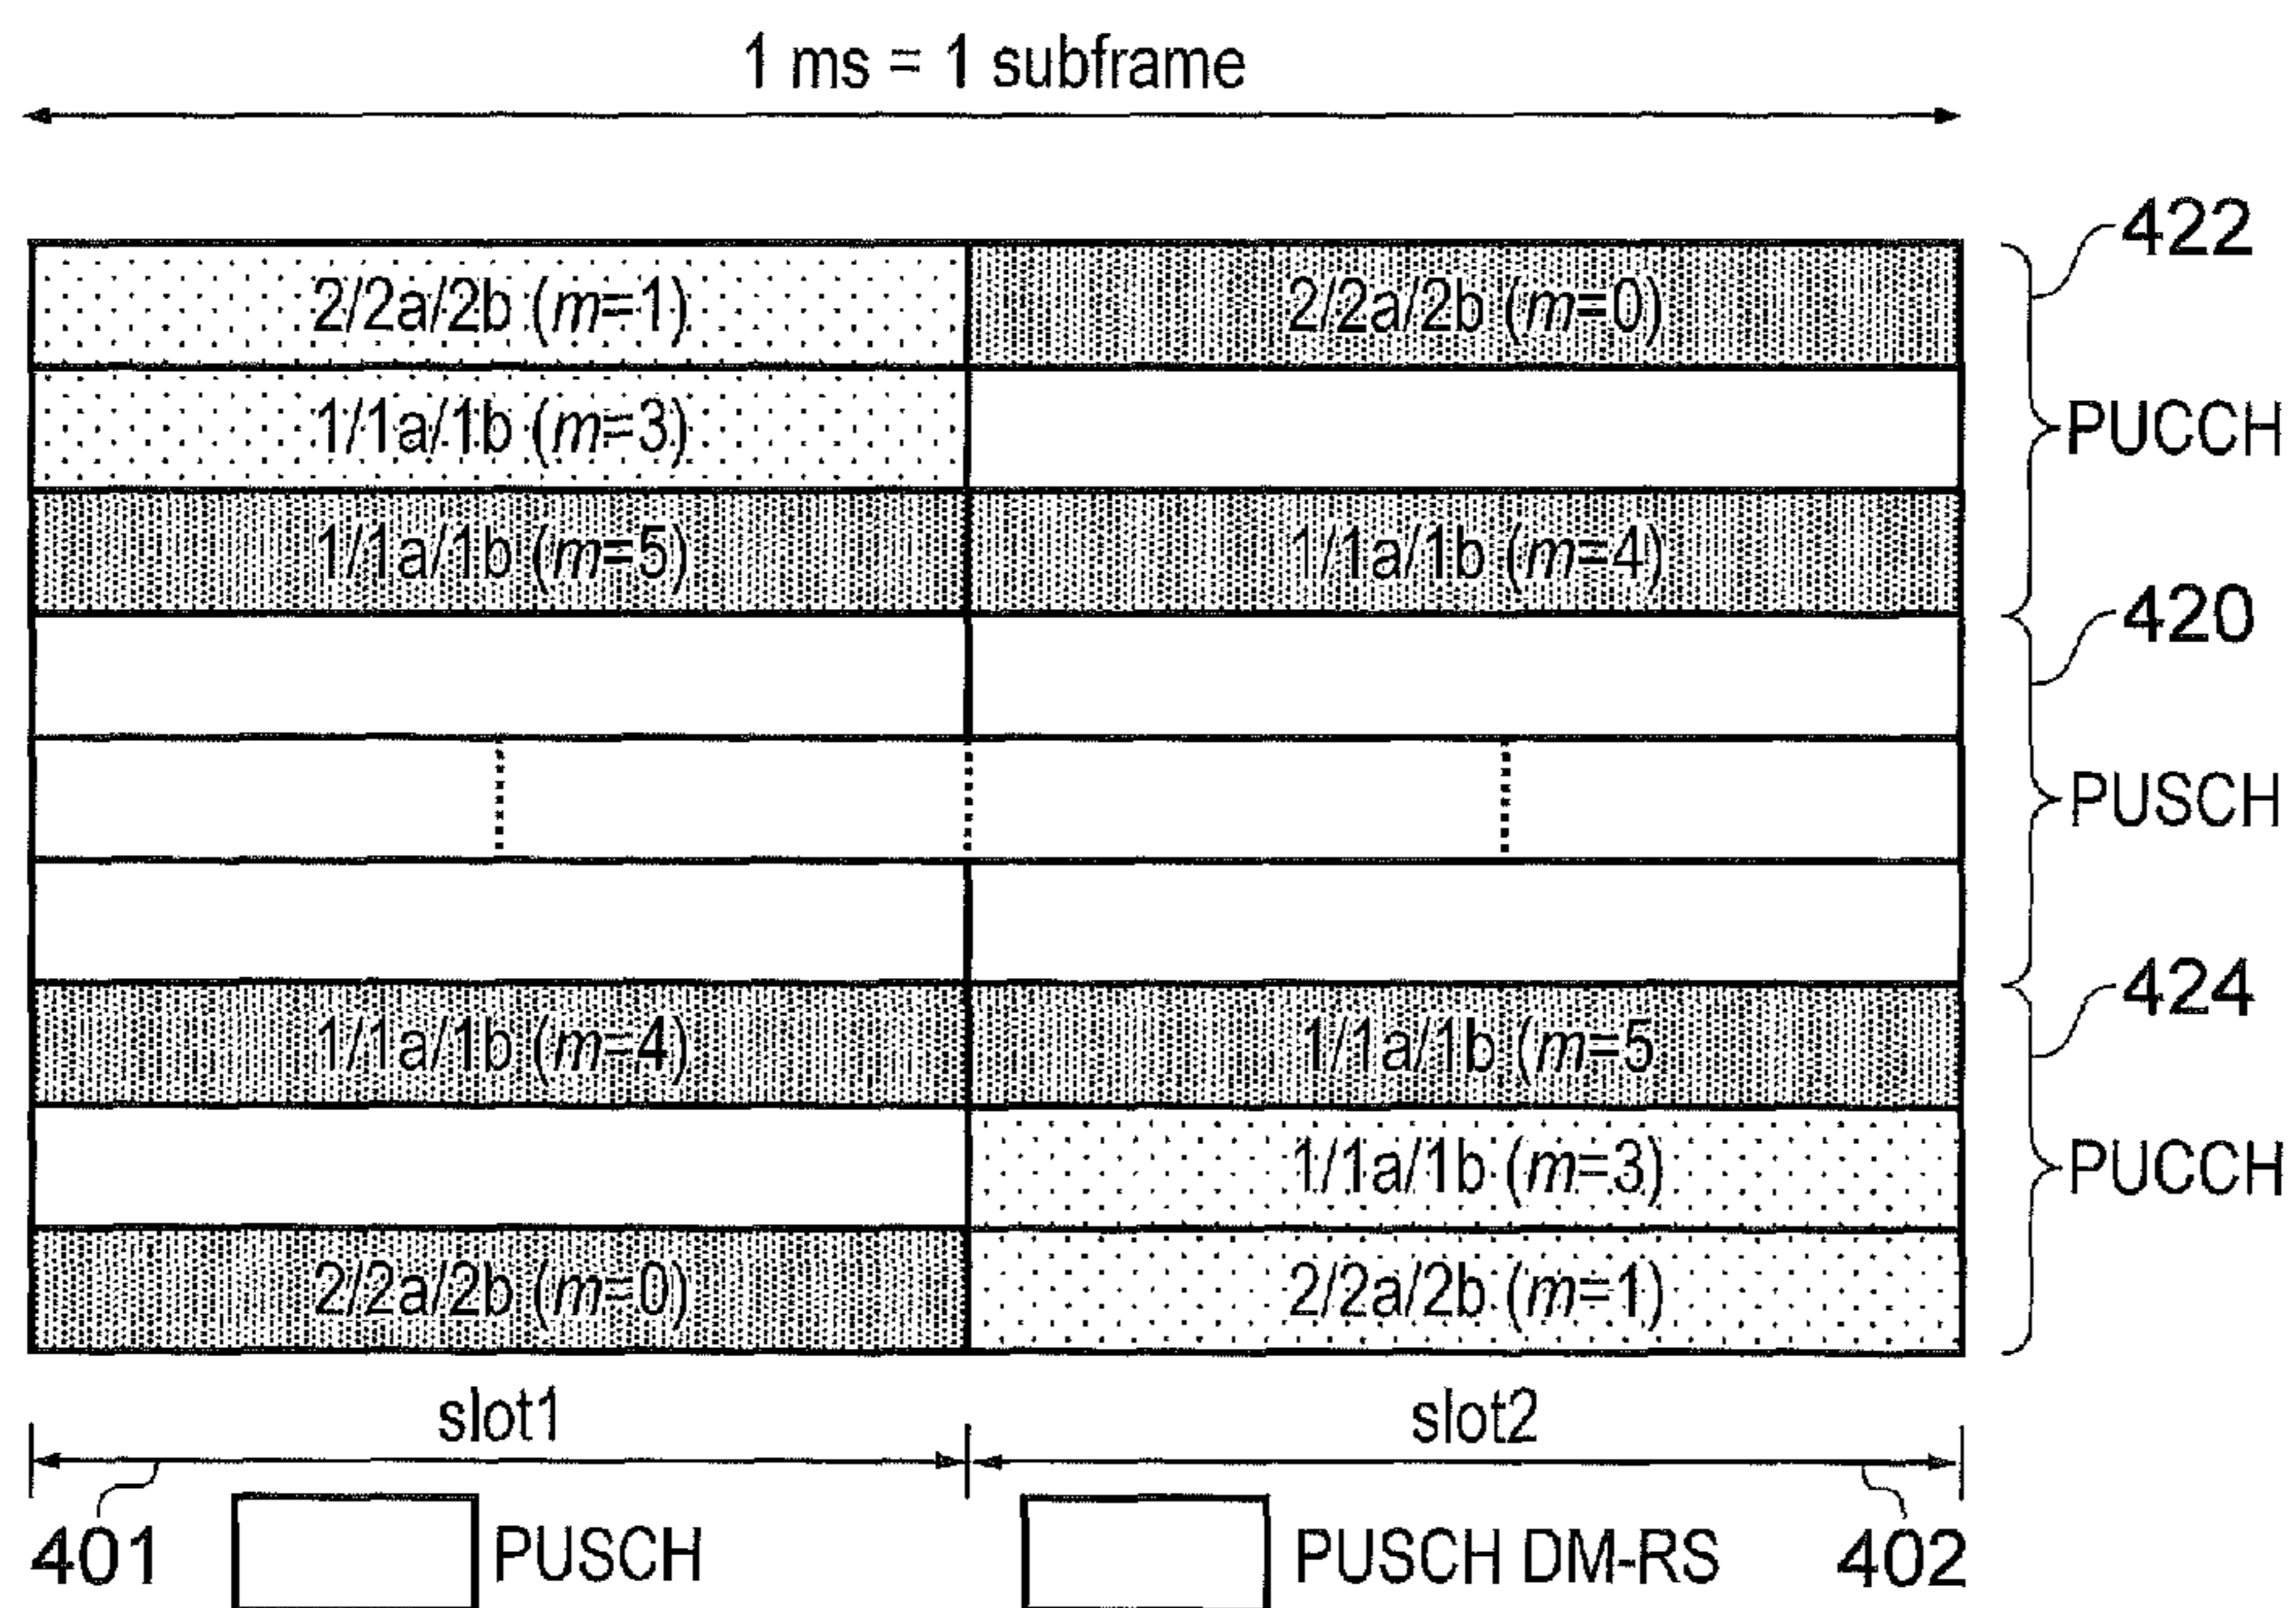 1 ms = 1 subframe
422
2/2a/2b (m=1) 2/2a/2b (m=0)
1/1a/1b (m=3) PUCCH
1/1a/1b (m=5) 1/1a/1b (m=4)
420
PUSCH
424
1/1a/1b (m=4) 1/1a/1b (m=5
1/1a/1b (m=3) PUCCH
2/2a/2b (m=0) 2/2a/2b (m=1)
slot1 slot2
401 PUSCH PUSCH DM-RS 402